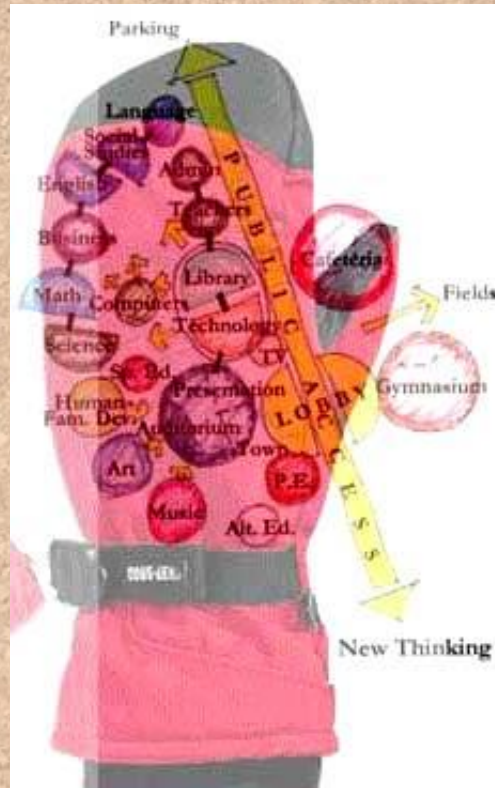 Parking
Language
Social
Studies
Admin
English
Teachers
Business
Library
Math
Computers
Technology
Science
TV
Sp. Ed.
Human
Fam. Dev.
Presentation
Auditorium
Town
Art
Music
P.E.
Alt. Ed.
PUBLIC ACCESS
LOBBY
Cafeteria
Fields
Gymnasium
New Thinking